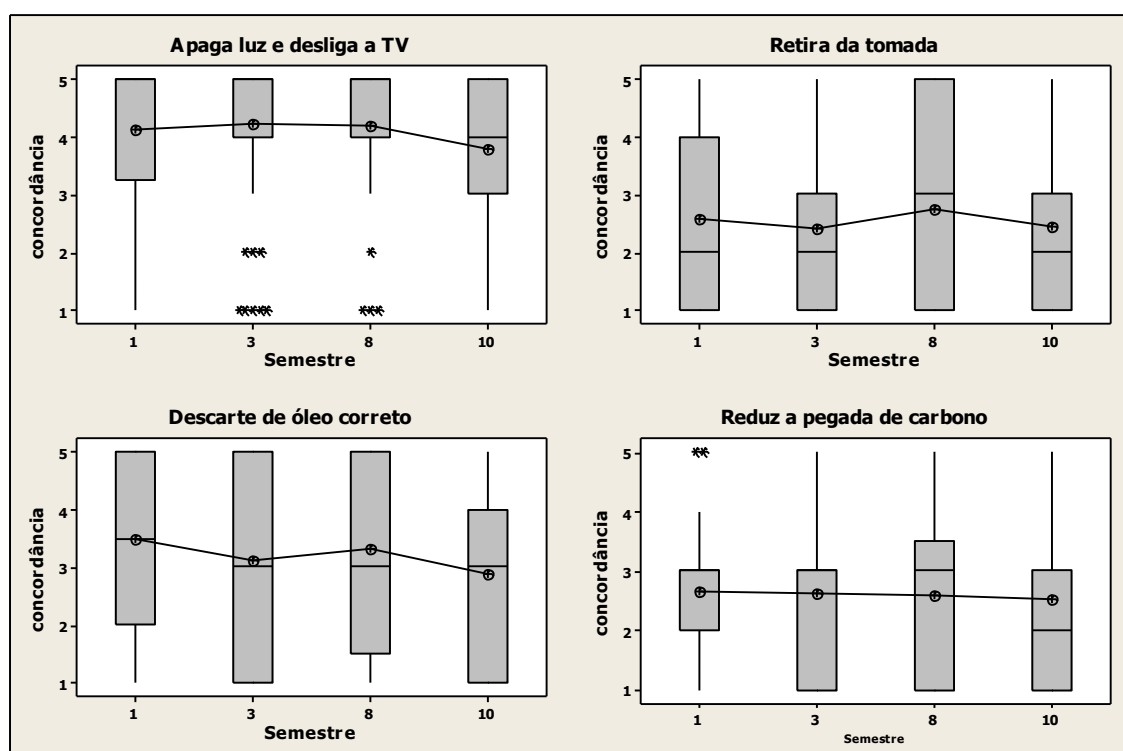 Apaga luz e desliga a TV
5
4
3
2
1
concordância
1 3 8 10
Semestre
Retira da tomada
5
4
3
2
1
concordância
1 3 8 10
Semestre
Descarte de óleo correto
5
4
3
2
1
concordância
1 3 8 10
Semestre
Reduz a pegada de carbono
5
4
3
2
1
concordância
1 3 8 10
Semestre